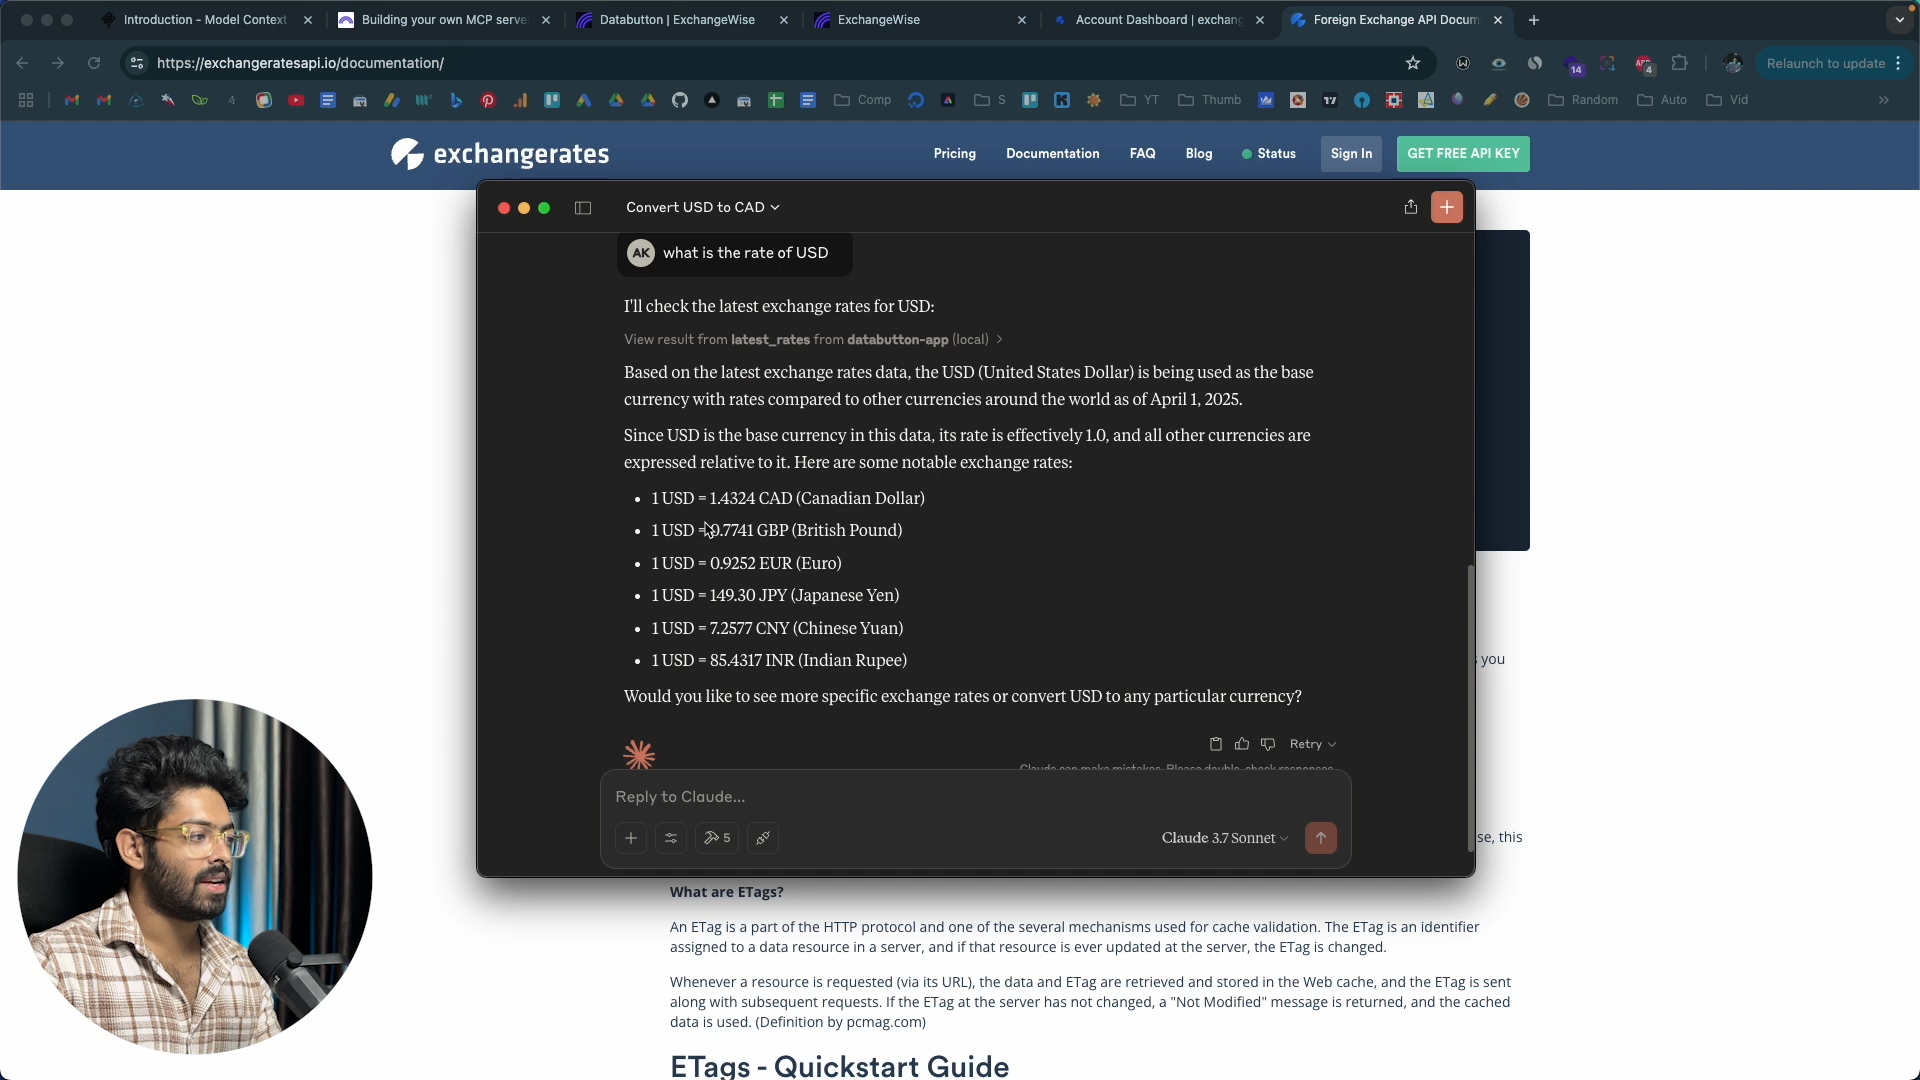 Introduction - Model Context
Building your own MCP serve
Databutton | ExchangeWise
ExchangeWise
Account Dashboard | exchang
Foreign Exchange API Docum
https://exchangeratesapi.io/documentation/
14
4
Relaunch to update
Comp
S
YT
Thumb
Random
Auto
Vid
exchangerates
Pricing
Documentation
FAQ
Blog
Status
Sign In
GET FREE API KEY
Convert USD to CAD
AK what is the rate of USD
I'll check the latest exchange rates for USD:
View result from latest_rates from databutton-app (local)
Based on the latest exchange rates data, the USD (United States Dollar) is being used as the base
currency with rates compared to other currencies around the world as of April 1, 2025.
Since USD is the base currency in this data, its rate is effectively 1.0, and all other currencies are
expressed relative to it. Here are some notable exchange rates:
• 1 USD = 1.4324 CAD (Canadian Dollar)
• 1 USD = 0.7741 GBP (British Pound)
• 1 USD = 0.9252 EUR (Euro)
• 1 USD = 149.30 JPY (Japanese Yen)
• 1 USD = 7.2577 CNY (Chinese Yuan)
• 1 USD = 85.4317 INR (Indian Rupee)
you
Would you like to see more specific exchange rates or convert USD to any particular currency?
Retry
Claude can make mistakes. Please double-check responses.
Reply to Claude...
5
Claude 3.7 Sonnet
se, this
What are ETags?
An ETag is a part of the HTTP protocol and one of the several mechanisms used for cache validation. The ETag is an identifier
assigned to a data resource in a server, and if that resource is ever updated at the server, the ETag is changed.
Whenever a resource is requested (via its URL), the data and ETag are retrieved and stored in the Web cache, and the ETag is sent
along with subsequent requests. If the ETag at the server has not changed, a "Not Modified" message is returned, and the cached
data is used. (Definition by pcmag.com)
ETags - Quickstart Guide